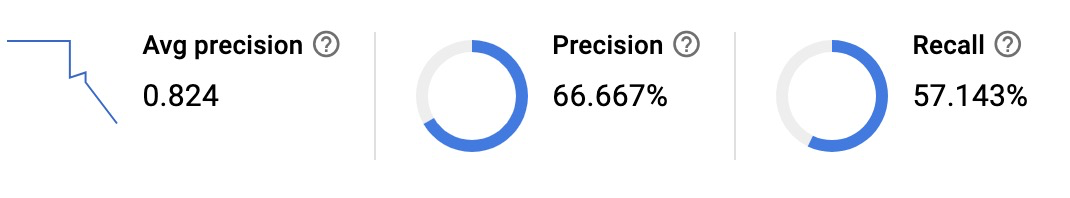 Avg precision ?
0.824
Precision ?
66.667%
Recall ?
57.143%